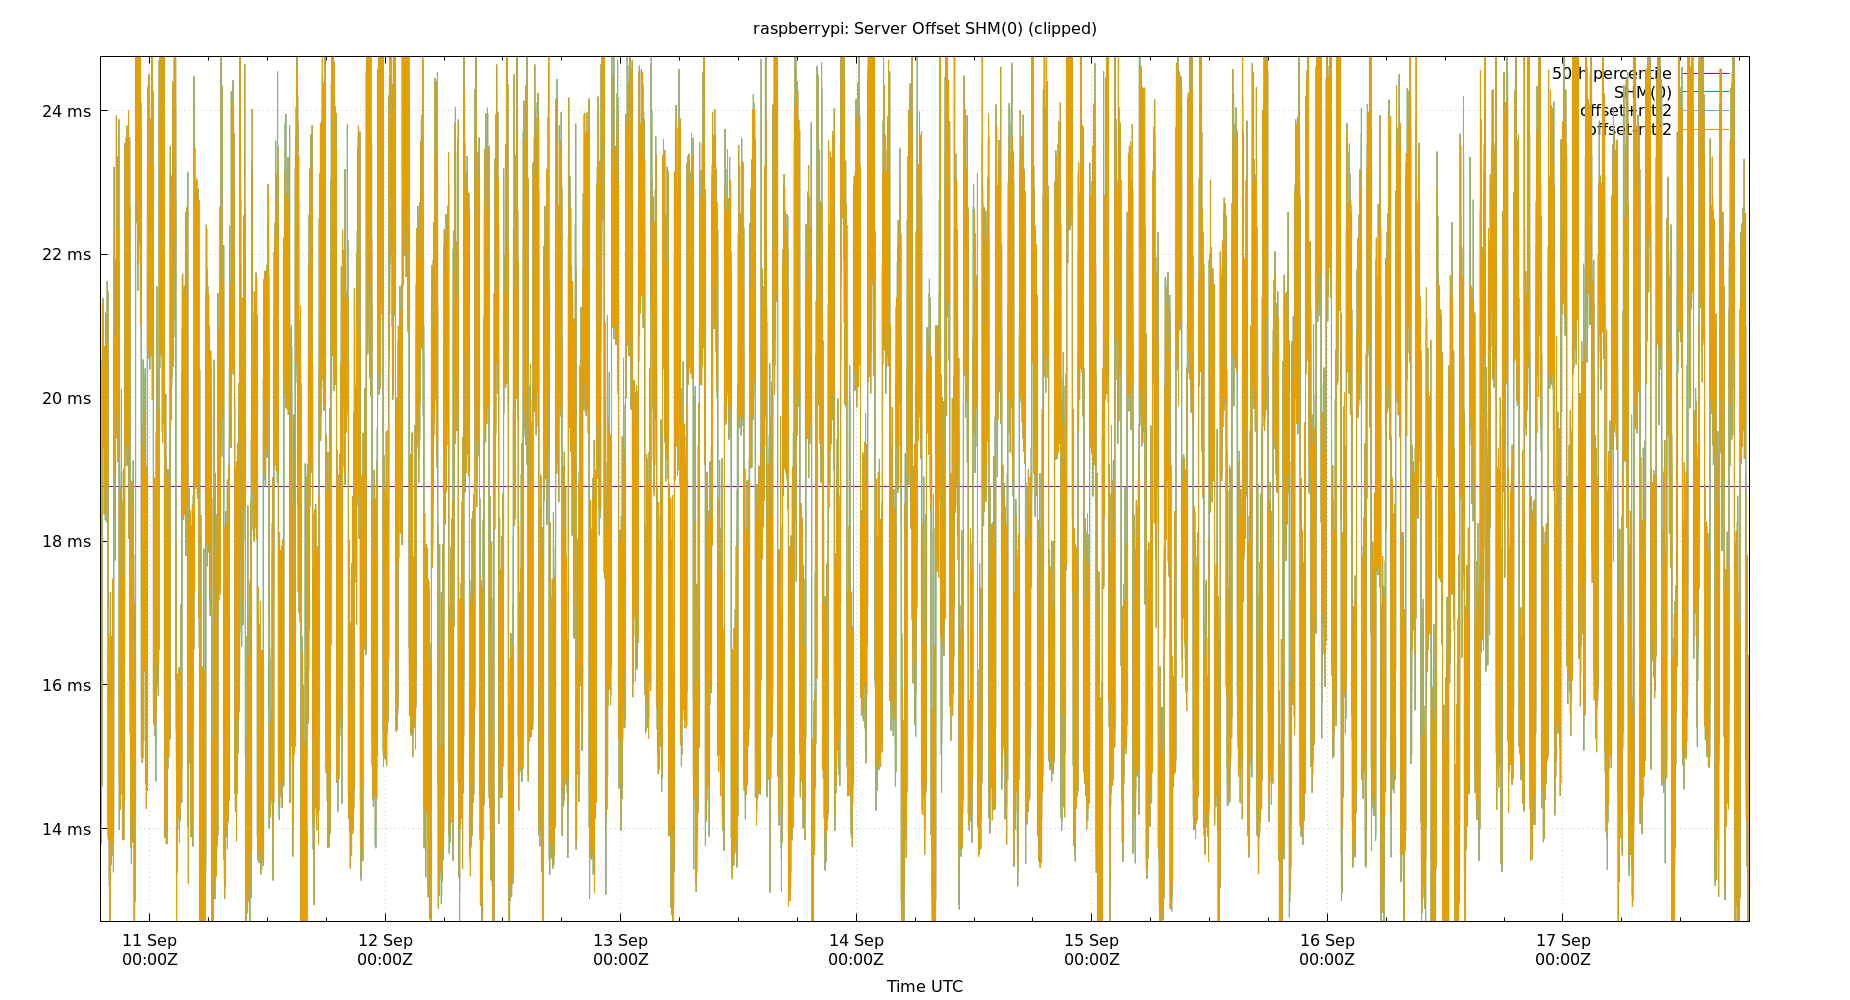 raspberrypi: Server Offset SHM(0) (clipped)
50th percentile
SHM(0)
offset+rtt/2
offset-rtt/2
24 ms
22 ms
20 ms
18 ms
16 ms
14 ms
11 Sep 12 Sep 13 Sep 14 Sep 15 Sep 16 Sep 17 Sep
00:00Z 00:00Z 00:00Z 00:00Z 00:00Z 00:00Z 00:00Z
Time UTC